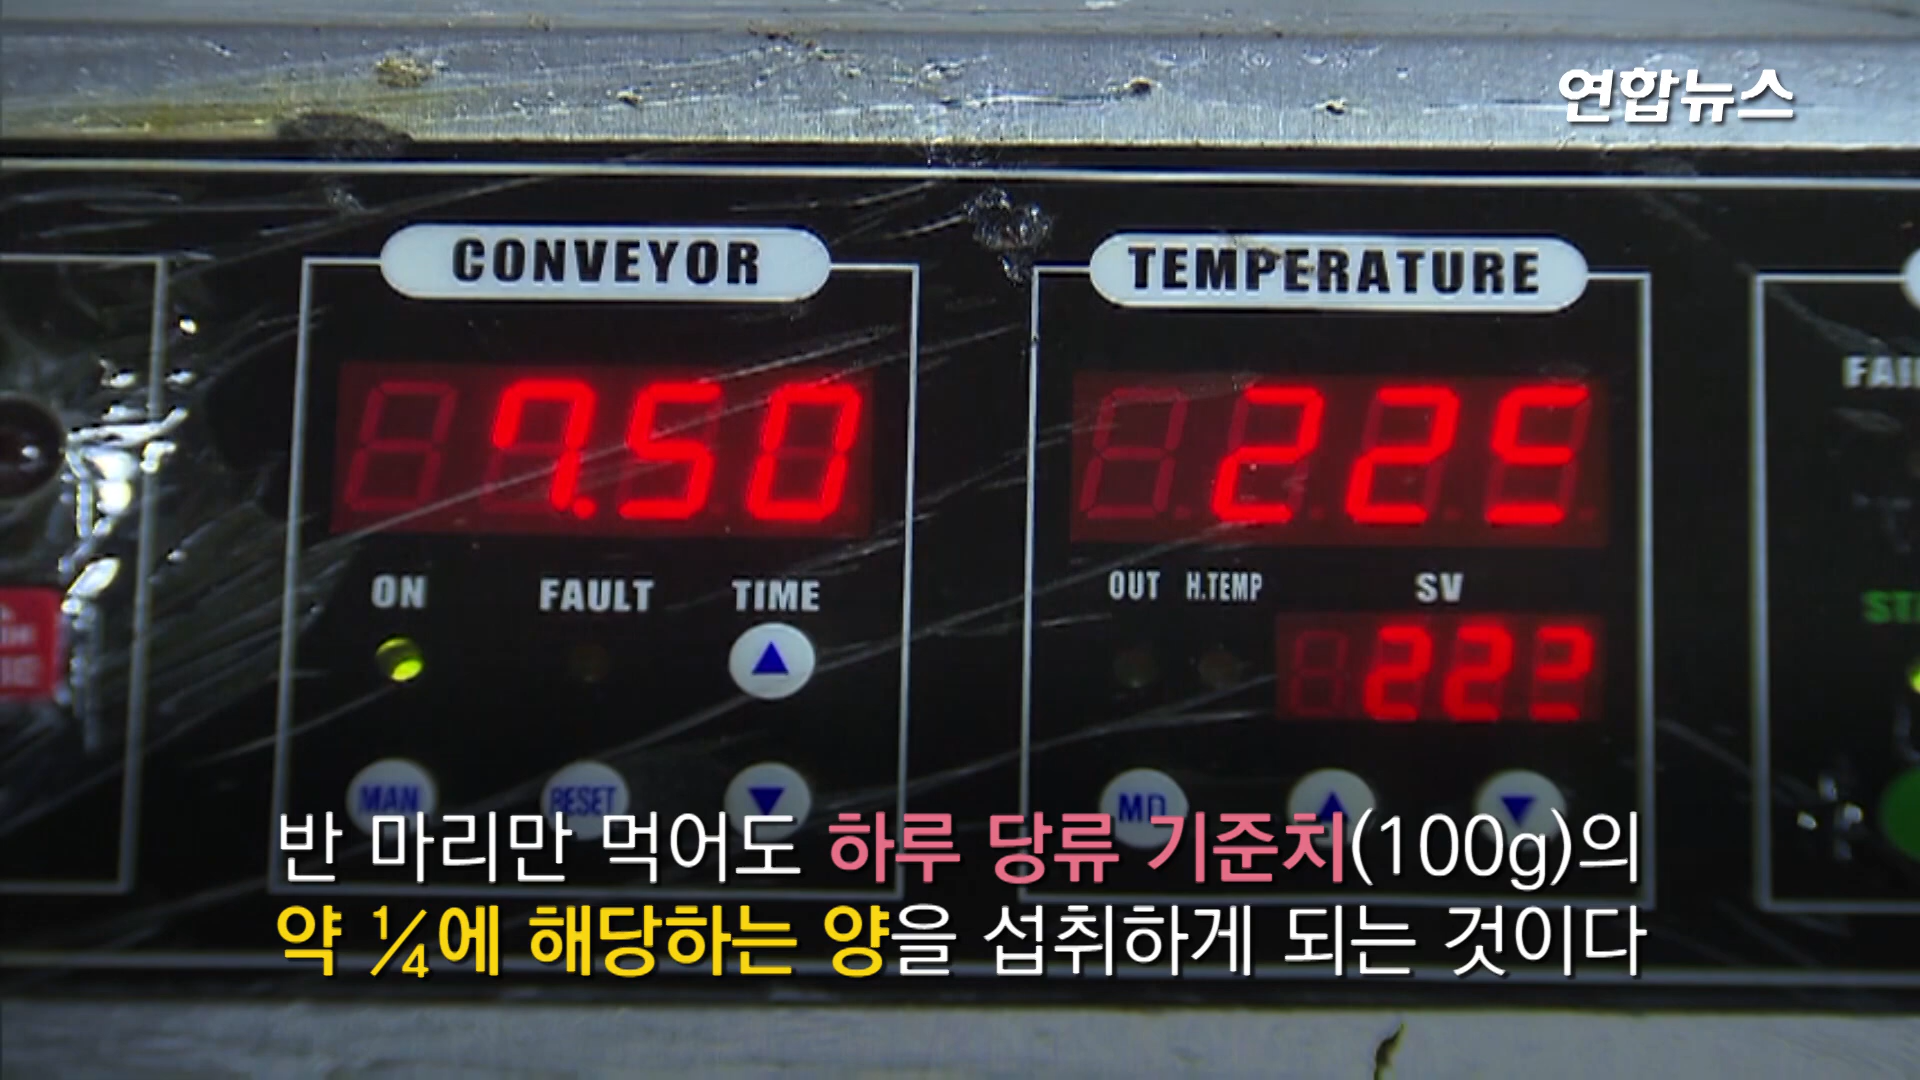 연합뉴스
CONVEYOR
TEMPERATURE
7.50
225
ON FAULT TIME
OUT H.TEMP SV
222
MAN RESET
MD
반 마리만 먹어도 하루 당류 기준치(100g)의
약 ¼에 해당하는 양을 섭취하게 되는 것이다